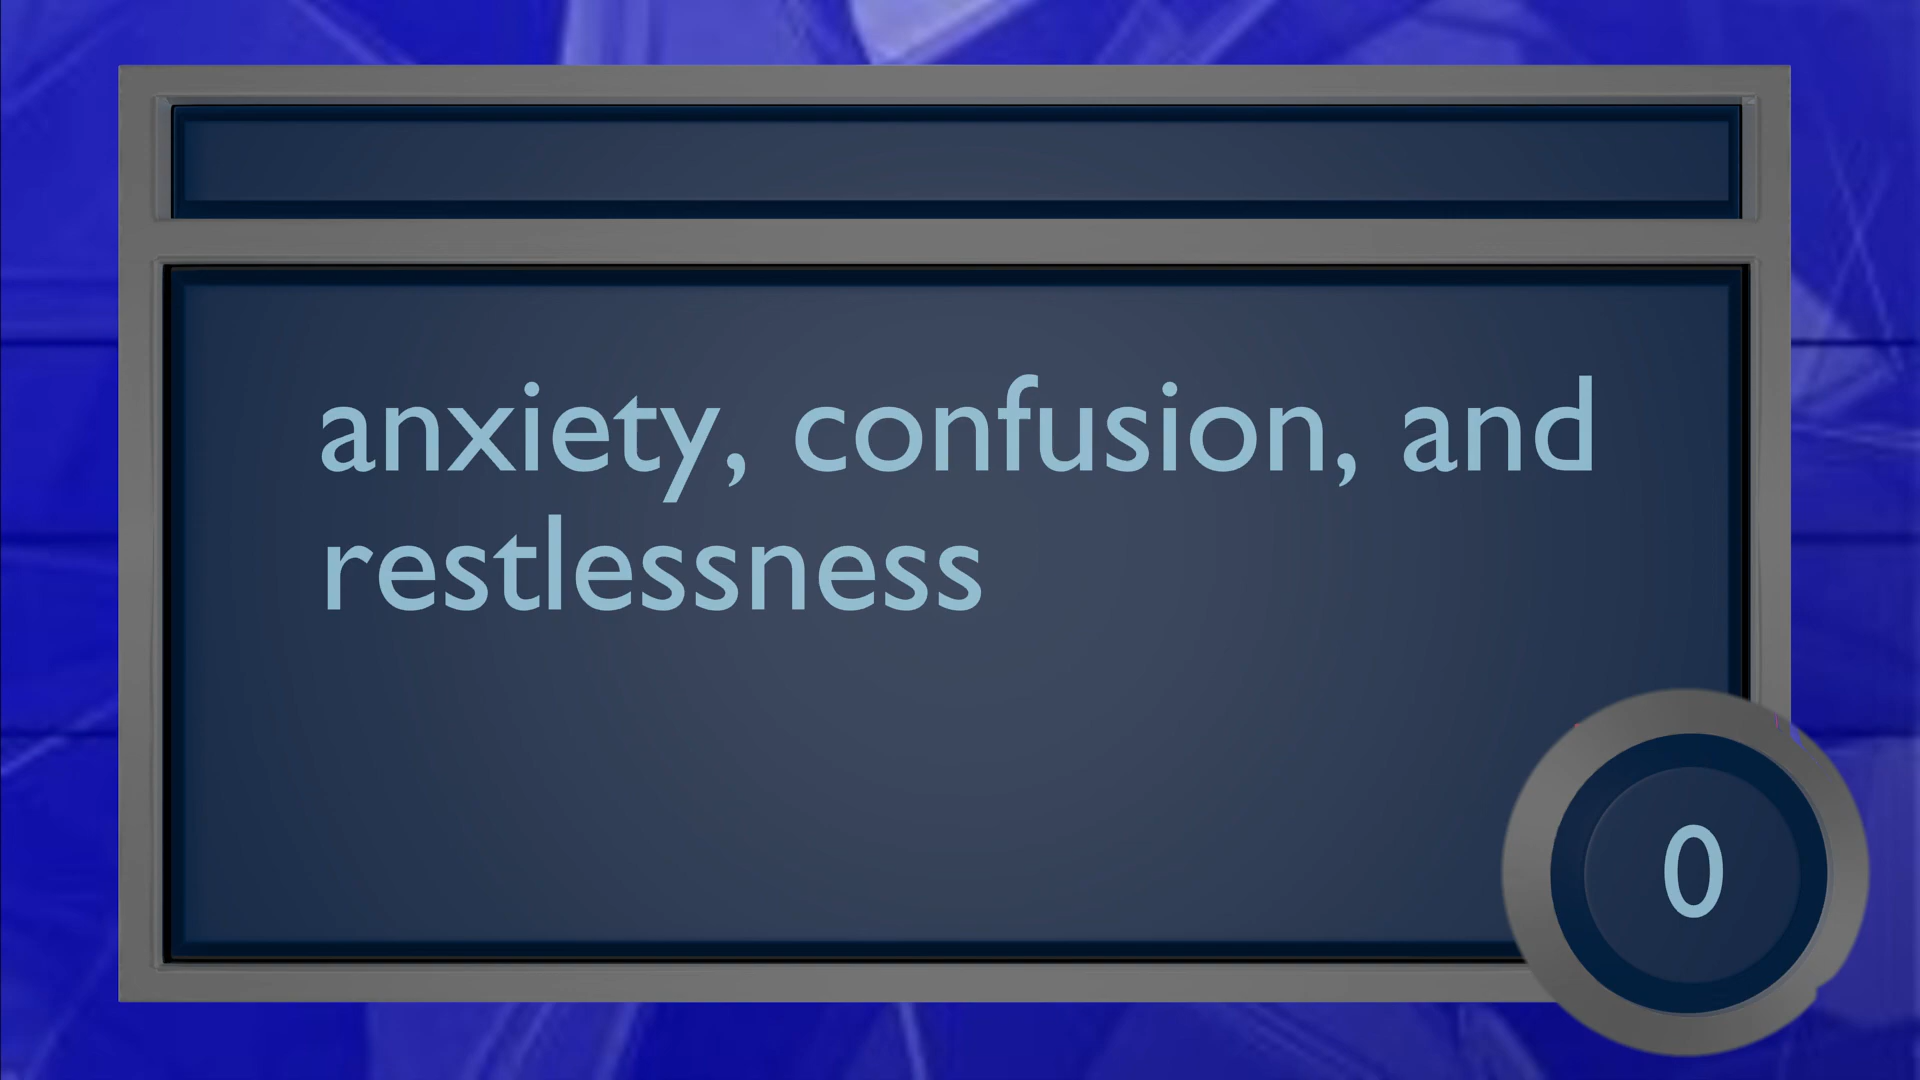 anxiety, confusion, and
restlessness
0